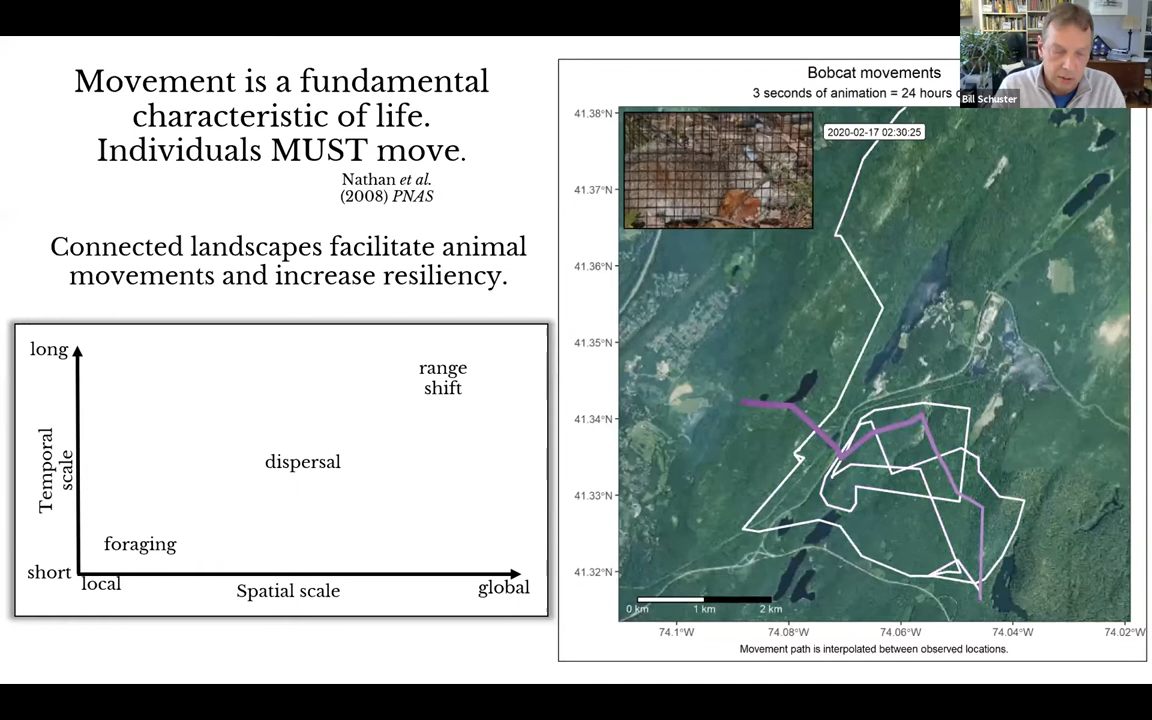 Movement is a fundamental
characteristic of life.
Individuals MUST move.
Nathan et al.
(2008) PNAS
Connected landscapes facilitate animal
movements and increase resiliency.
long
range
shift
Temporal
scale
dispersal
foraging
short
local
Spatial scale
global
Bobcat movements
3 seconds of animation = 24 hours
Bill Schuster
2020-02-17 02:30:25
41.38°N
41.37°N
41.36°N
41.35°N
41.34°N
41.33°N
41.32°N
0 km
1 km
2 km
74.1°W
74.08°W
74.06°W
74.04°W
74.02°W
Movement path is interpolated between observed locations.